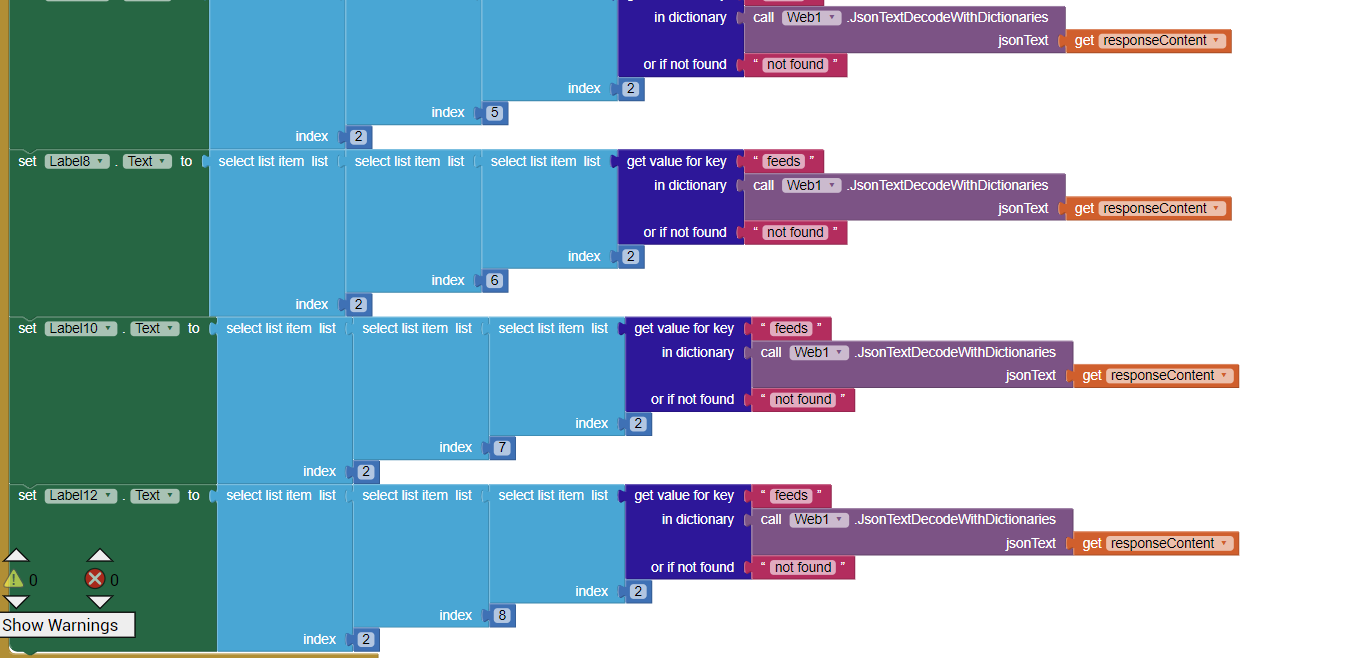 in dictionary call Web1 .JsonTextDecodeWithDictionaries
jsonText get responseContent
or if not found " not found "
index 2
index 5
index 2
set Label8 . Text to select list item list select list item list select list item list get value for key " feeds "
in dictionary call Web1 .JsonTextDecodeWithDictionaries
jsonText get responseContent
or if not found " not found "
index 2
index 6
index 2
set Label10 . Text to select list item list select list item list select list item list get value for key " feeds "
in dictionary call Web1 .JsonTextDecodeWithDictionaries
jsonText get responseContent
or if not found " not found "
index 2
index 7
index 2
set Label12 . Text to select list item list select list item list select list item list get value for key " feeds "
in dictionary call Web1 .JsonTextDecodeWithDictionaries
jsonText get responseContent
or if not found " not found "
0 0
index 2
index 8
Show Warnings
index 2